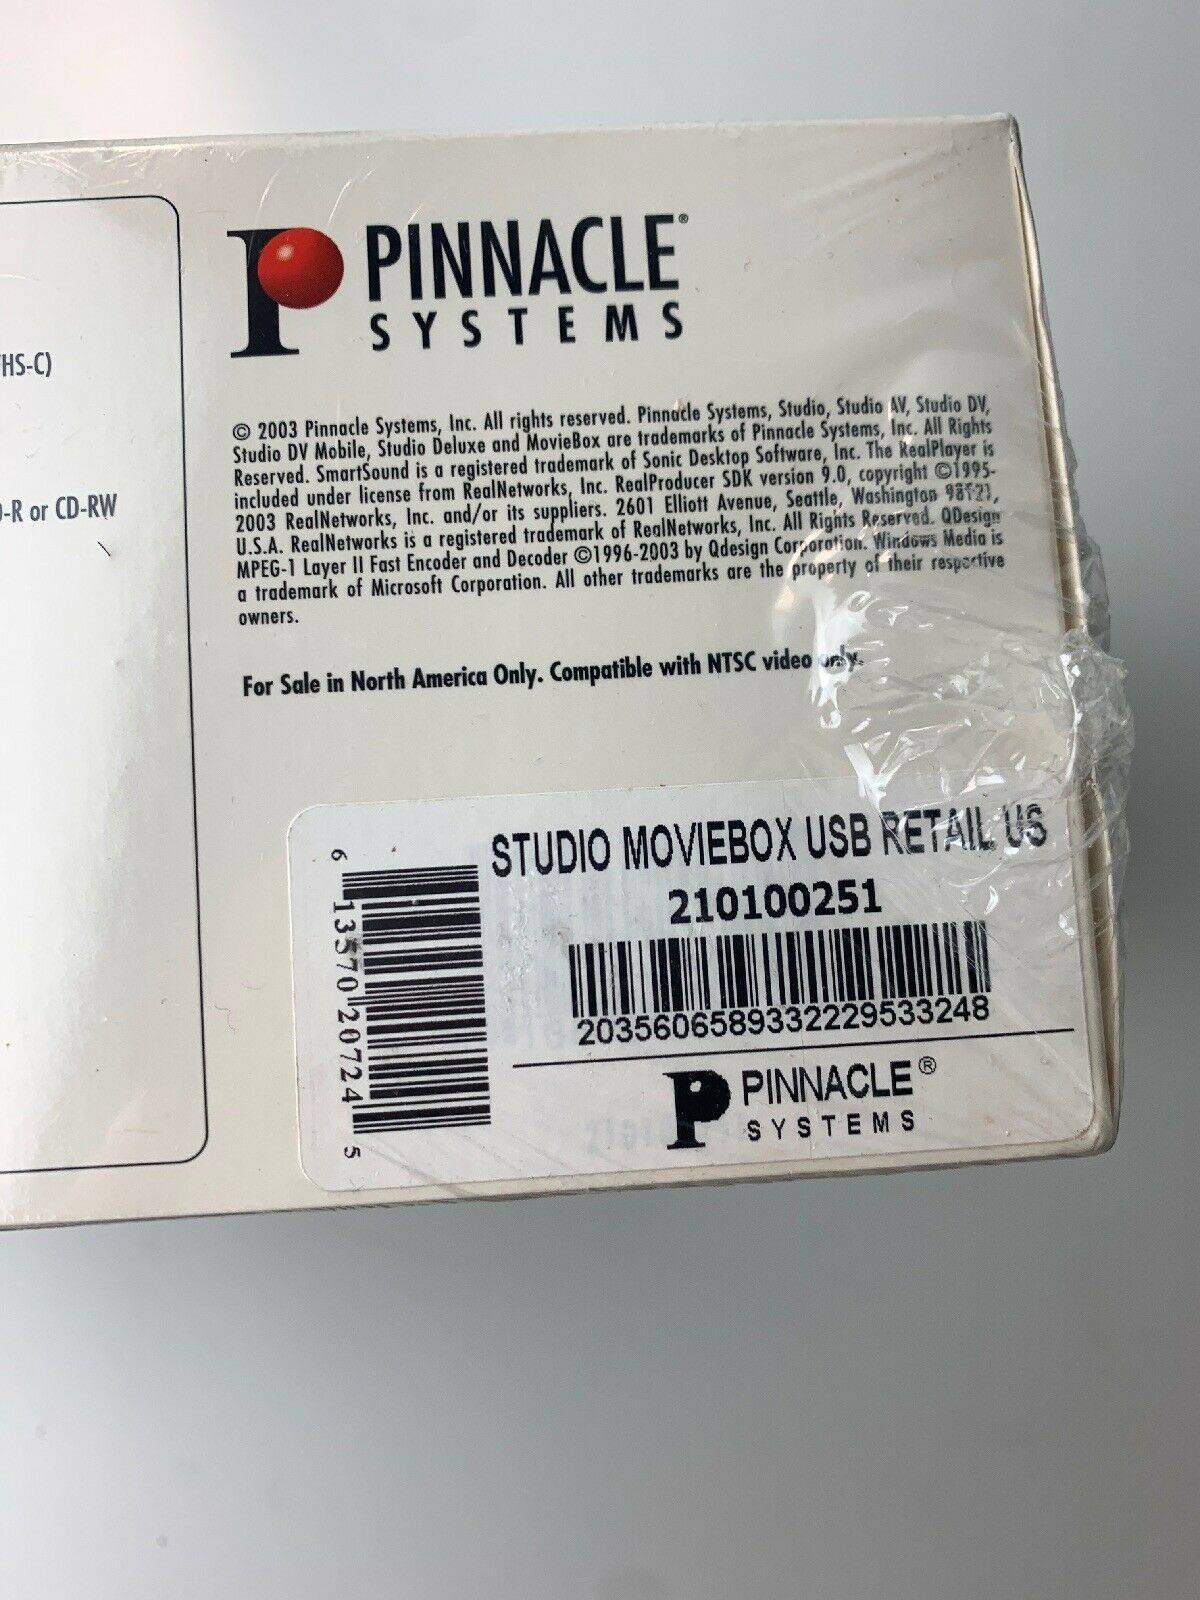 HS-C)
-R or CD-RW
PINNACLE®
SYSTEMS
© 2003 Pinnacle Systems, Inc. All rights reserved. Pinnacle Systems, Studio, Studio AV, Studio DV,
Studio DV Mobile, Studio Deluxe and MovieBox are trademarks of Pinnacle Systems, Inc. All Rights
Reserved. SmartSound is a registered trademark of Sonic Desktop Software, Inc. The RealPlayer is
included under license from RealNetworks, Inc. RealProducer SDK version 9.0, copyright ©1995-
2003 RealNetworks, Inc. and/or its suppliers. 2601 Elliott Avenue, Seattle, Washington
U.S.A. RealNetworks is a registered trademark of RealNetworks, Inc. All Rights Reserved. QDesign
MPEG-1 Layer II Fast Encoder and Decoder ©1996-2003 by Qdesign Corporation. Windows Media is
a trademark of Microsoft Corporation. All other trademarks are the property of their respective
owners.
For Sale in North America Only. Compatible with NTSC video only.
STUDIO MOVIEBOX USB RETAIL US
210100251
6 13570 20724 5
2035606589332229533248
PINNACLE®
SYSTEMS